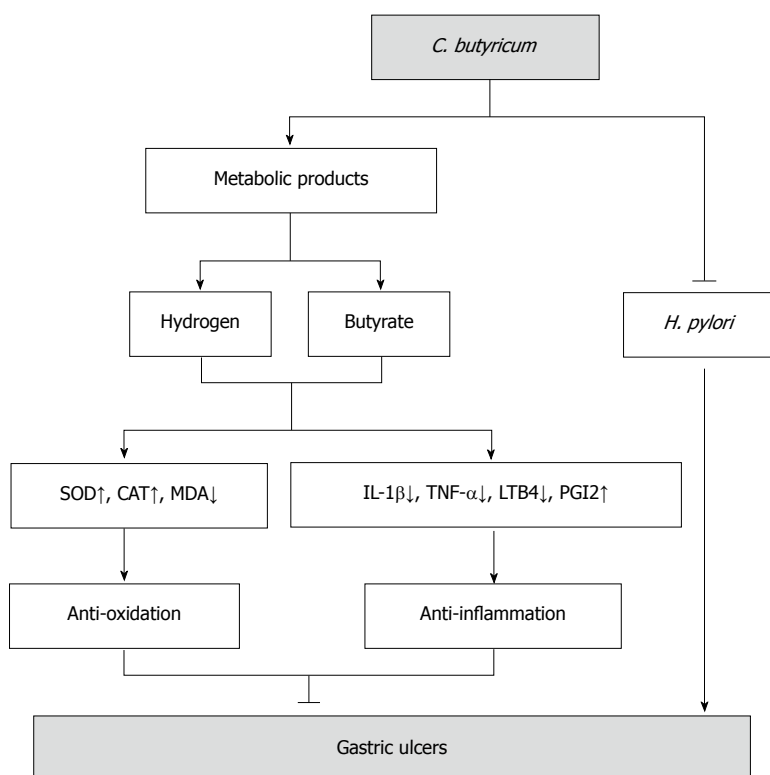 C. butyricum
Metabolic products
Hydrogen
Butyrate
H. pylori
SOD↑, CAT↑, MDA↓
IL-1β↓, TNF-α↓, LTB4↓, PGI2↑
Anti-oxidation
Anti-inflammation
Gastric ulcers